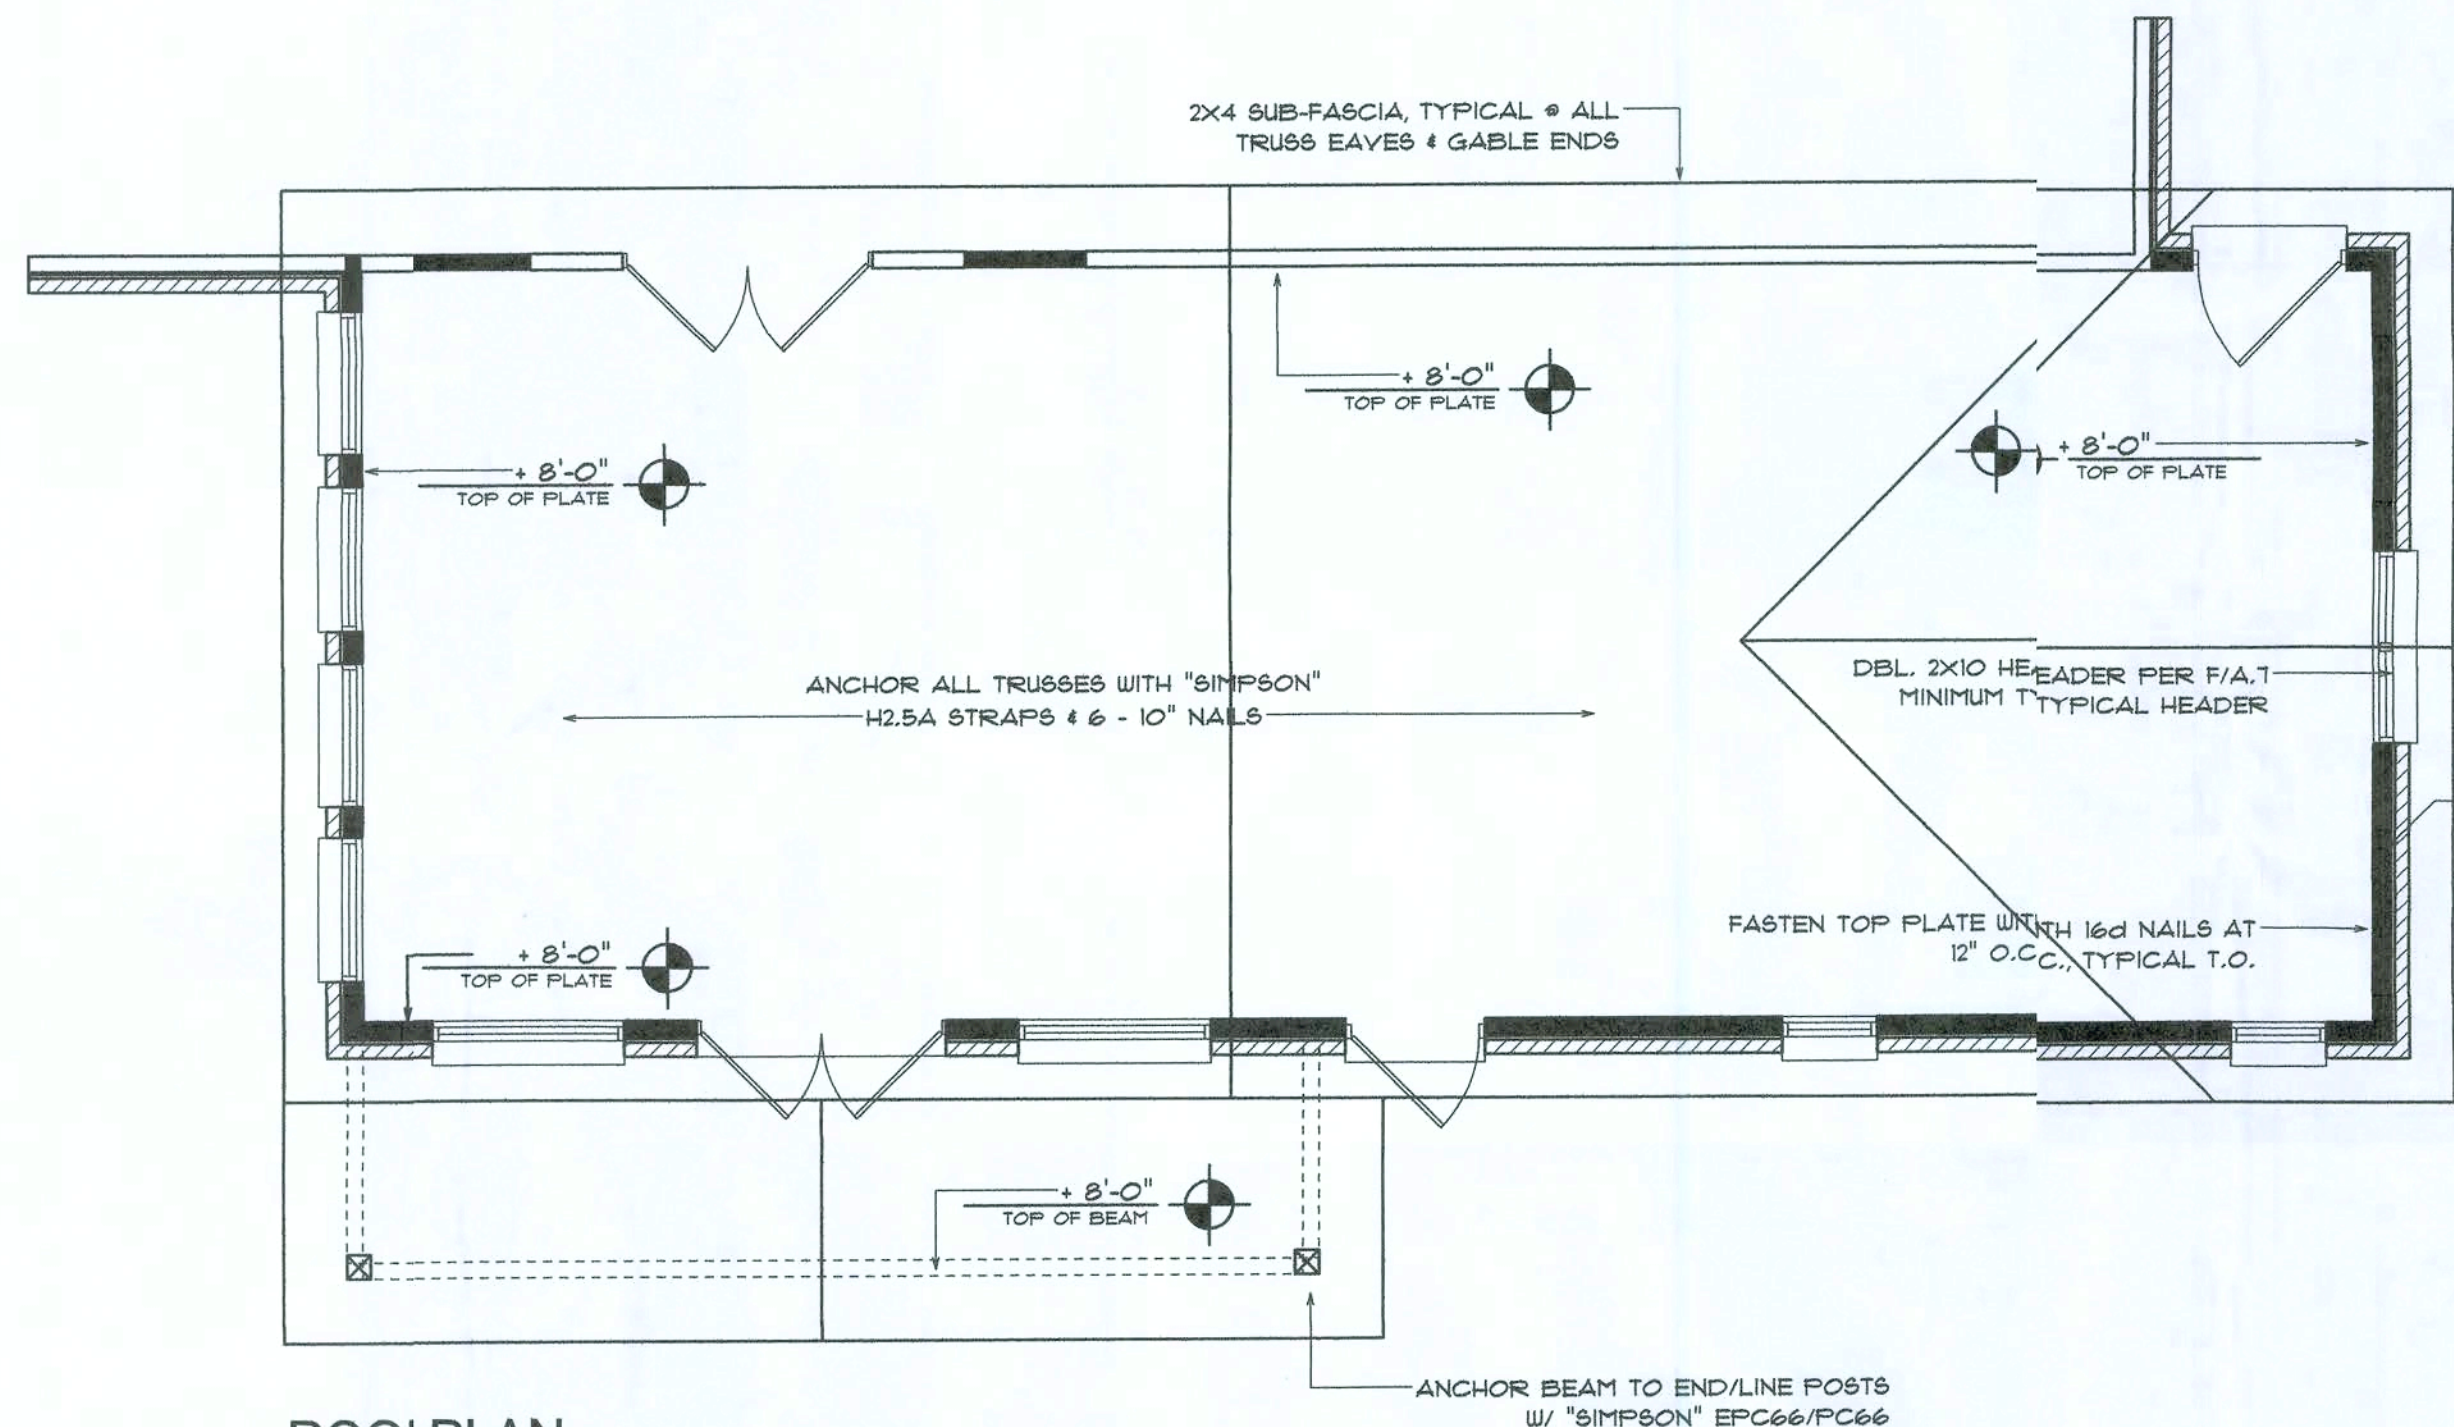 2X4 SUB-FASCIA, TYPICAL @ ALL
TRUSS EAVES & GABLE ENDS
+ 8'-0"
TOP OF PLATE
+ 8'-0"
TOP OF PLATE
+ 8'-0"
TOP OF PLATE
ANCHOR ALL TRUSSES WITH "SIMPSON"
H2.5A STRAPS & 6 - 10" NAILS
DBL. 2X10 HEADER PER F/A.7
MINIMUM TYPICAL HEADER
FASTEN TOP PLATE WITH 16d NAILS AT
12" O.C., TYPICAL T.O.
+ 8'-0"
TOP OF PLATE
+ 8'-0"
TOP OF BEAM
ANCHOR BEAM TO END/LINE POSTS
W/ "SIMPSON" EPC66/PC66
PLAN